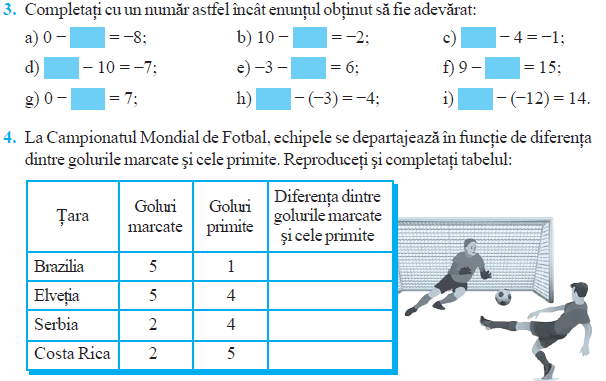 3. Completați cu un număr astfel încât enunțul obținut să fie adevărat:
a) 0 − = −8; b) 10 − = −2; c) − 4 = −1;
d) − 10 = −7; e) −3 − = 6; f) 9 − = 15;
g) 0 − = 7; h) − (−3) = −4; i) − (−12) = 14.
4. La Campionatul Mondial de Fotbal, echipele se departajează în funcție de diferența
dintre golurile marcate și cele primite. Reproduceți și completați tabelul:
Țara Goluri marcate Goluri primite Diferența dintre golurile marcate și cele primite
Brazilia 5 1
Elveția 5 4
Serbia 2 4
Costa Rica 2 5